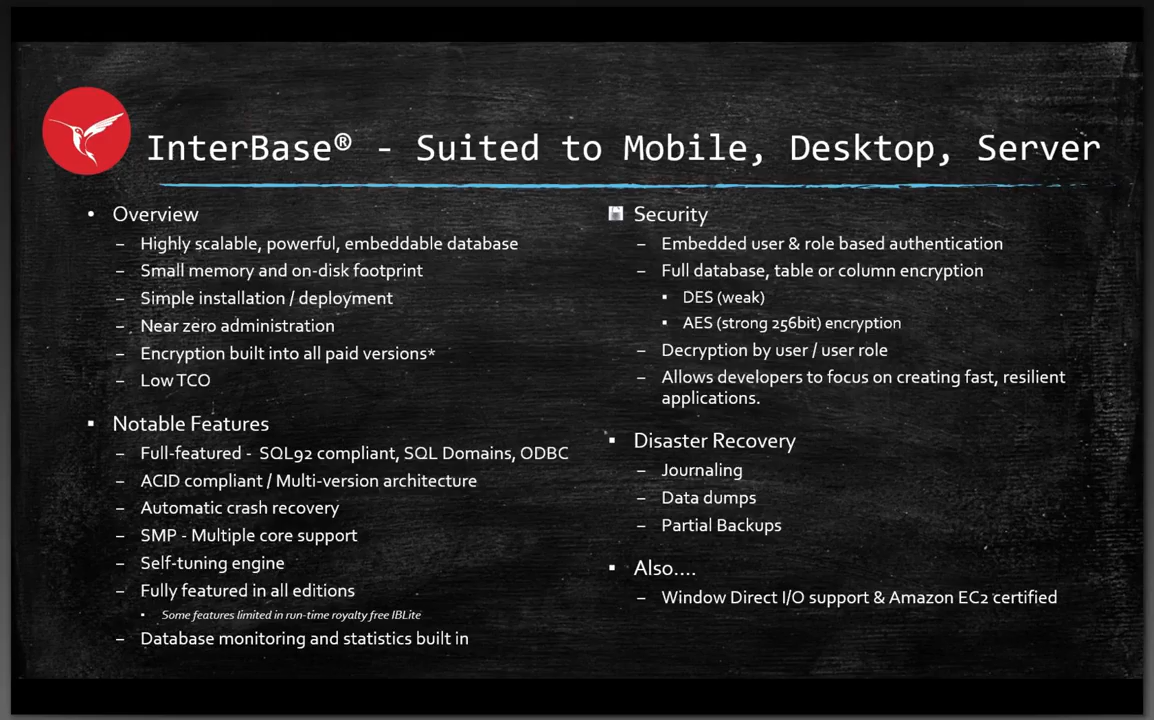 InterBase® - Suited to Mobile, Desktop, Server
• Overview
– Highly scalable, powerful, embeddable database
– Small memory and on-disk footprint
– Simple installation / deployment
– Near zero administration
– Encryption built into all paid versions*
– Low TCO
▪ Notable Features
– Full-featured - SQL92 compliant, SQL Domains, ODBC
– ACID compliant / Multi-version architecture
– Automatic crash recovery
– SMP - Multiple core support
– Self-tuning engine
– Fully featured in all editions
▪ Some features limited in run-time royalty free IBLite
– Database monitoring and statistics built in
Security
– Embedded user & role based authentication
– Full database, table or column encryption
▪ DES (weak)
▪ AES (strong 256bit) encryption
– Decryption by user / user role
– Allows developers to focus on creating fast, resilient
applications.
▪ Disaster Recovery
– Journaling
– Data dumps
– Partial Backups
▪ Also....
– Window Direct I/O support & Amazon EC2 certified